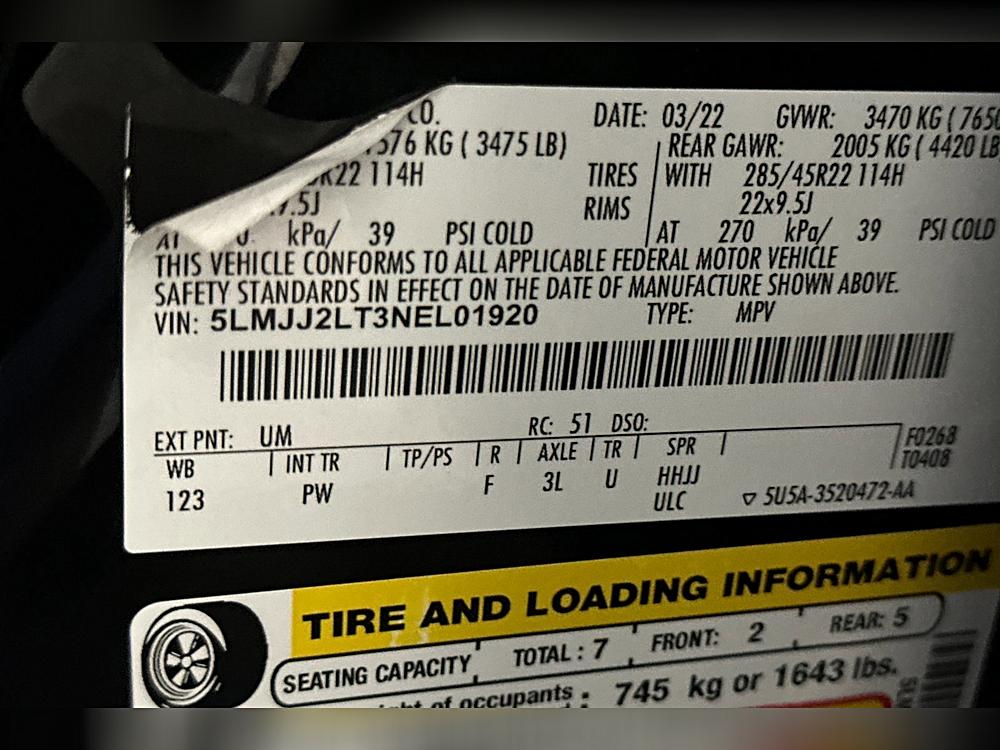 CO. DATE: 03/22 GVWR: 3470 KG ( 7650
576 KG ( 3475 LB) REAR GAWR: 2005 KG ( 4420 LB
R22 114H TIRES WITH 285/45R22 114H
.5J RIMS 22x9.5J
AT kPa/ 39 PSI COLD AT 270 kPa/ 39 PSI COLD
THIS VEHICLE CONFORMS TO ALL APPLICABLE FEDERAL MOTOR VEHICLE
SAFETY STANDARDS IN EFFECT ON THE DATE OF MANUFACTURE SHOWN ABOVE.
VIN: 5LMJJ2LT3NEL01920 TYPE: MPV
EXT PNT: UM RC: 51 DSO:
WB INT TR TP/PS R AXLE TR SPR F0268
T0408
123 PW F 3L U HHJJ
ULC ▽ 5U5A-3520472-AA
TIRE AND LOADING INFORMATION
SEATING CAPACITY TOTAL : 7 FRONT: 2 REAR: 5
of occupants : 745 kg or 1643 lbs.